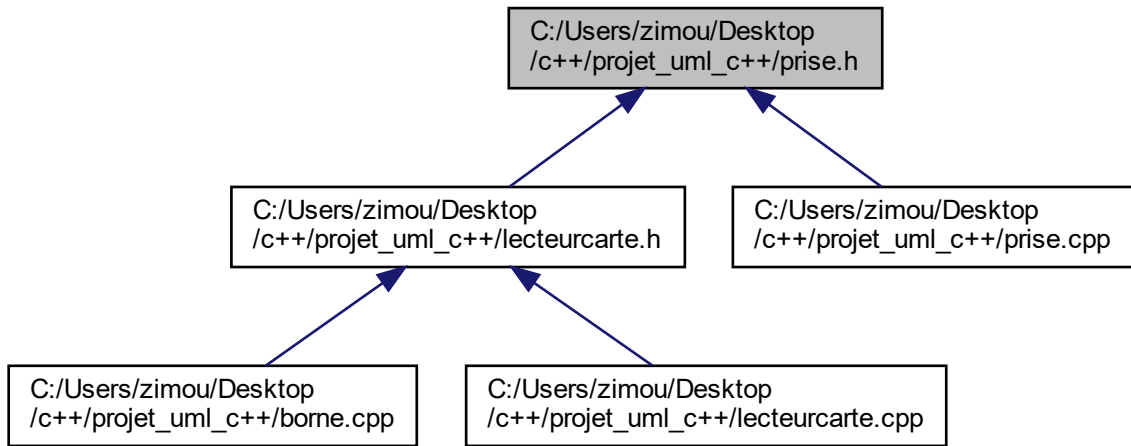 C:/Users/zimou/Desktop
/c++/projet_uml_c++/prise.h
C:/Users/zimou/Desktop
/c++/projet_uml_c++/lecteurcarte.h
C:/Users/zimou/Desktop
/c++/projet_uml_c++/prise.cpp
C:/Users/zimou/Desktop
/c++/projet_uml_c++/borne.cpp
C:/Users/zimou/Desktop
/c++/projet_uml_c++/lecteurcarte.cpp